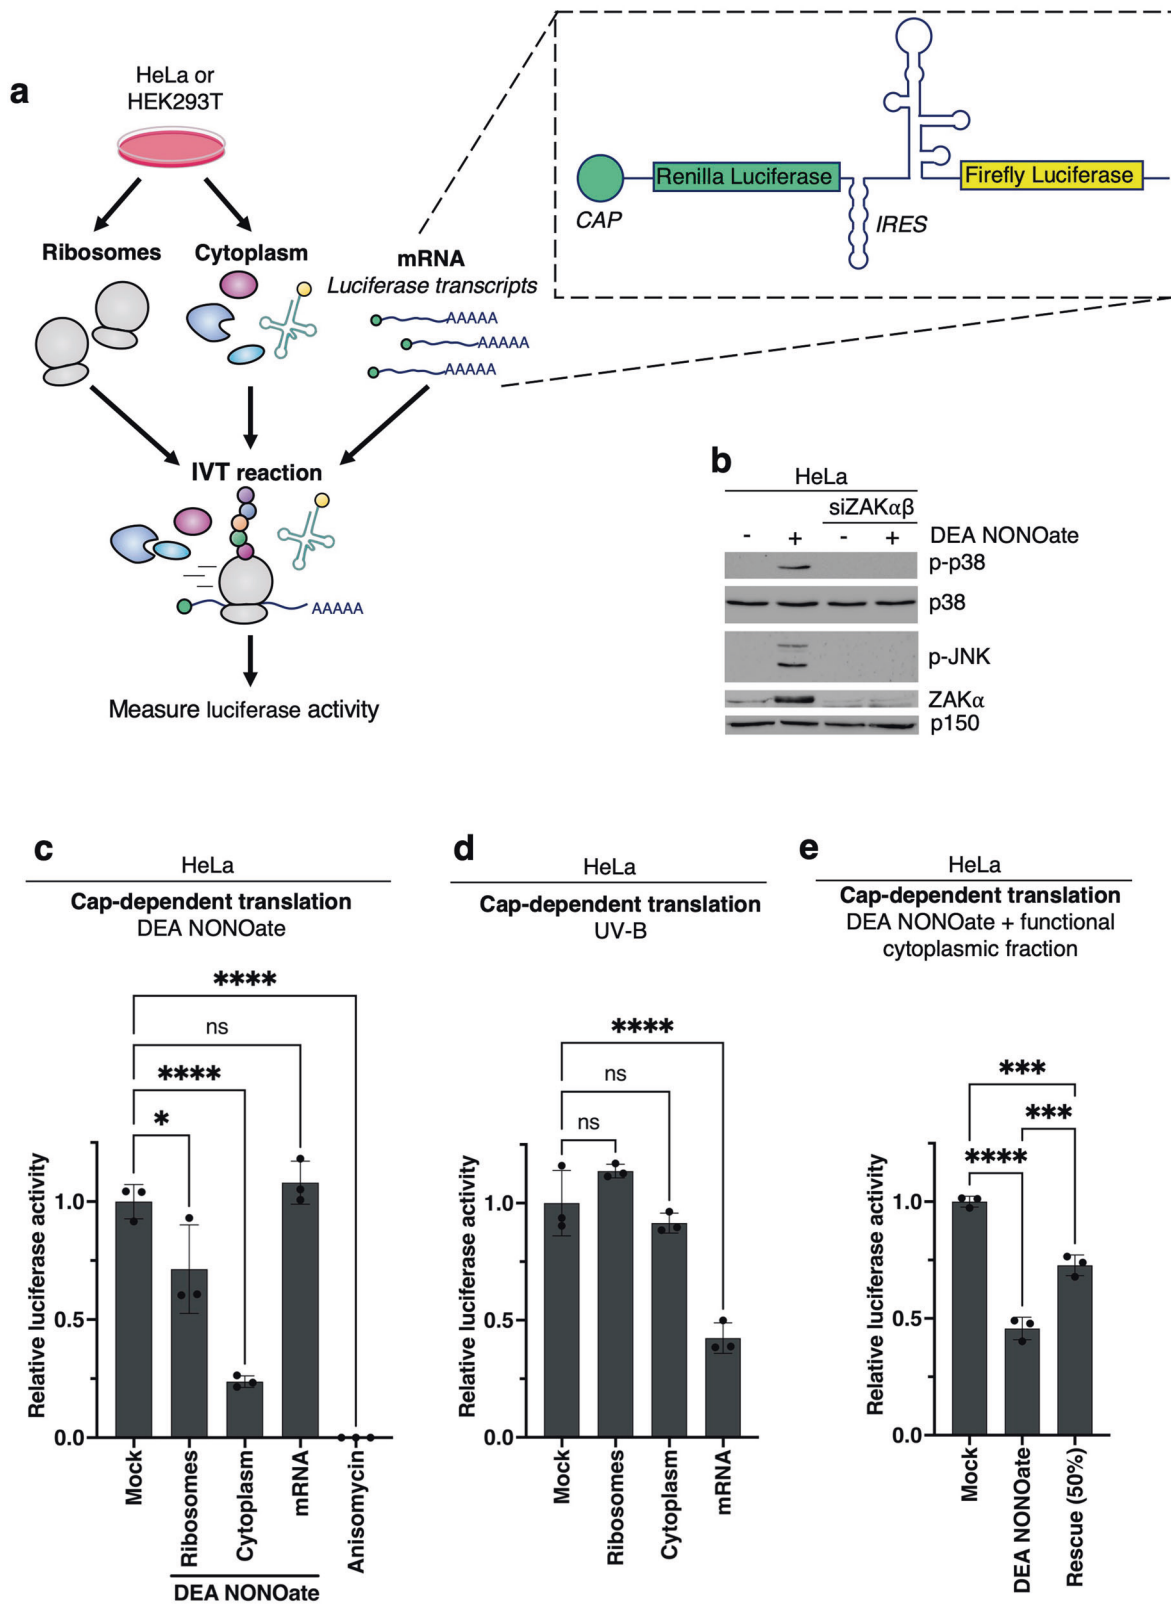 a
HeLa or
HEK293T
Ribosomes
Cytoplasm
mRNA
Luciferase transcripts
AAAAA
AAAAA
AAAAA
IVT reaction
AAAAA
Measure luciferase activity
CAP
Renilla Luciferase
IRES
Firefly Luciferase
b
HeLa
siZAKαβ
- + - + DEA NONOate
p-p38
p38
p-JNK
ZAKα
p150
c
HeLa
Cap-dependent translation
DEA NONOate
****
ns
****
*
Relative luciferase activity
1.0
0.5
0.0
Mock
Ribosomes
Cytoplasm
mRNA
Anisomycin
DEA NONOate
d
HeLa
Cap-dependent translation
UV-B
****
ns
ns
Relative luciferase activity
1.0
0.5
0.0
Mock
Ribosomes
Cytoplasm
mRNA
e
HeLa
Cap-dependent translation
DEA NONOate + functional
cytoplasmic fraction
***
***
****
Relative luciferase activity
1.0
0.5
0.0
Mock
DEA NONOate
Rescue (50%)